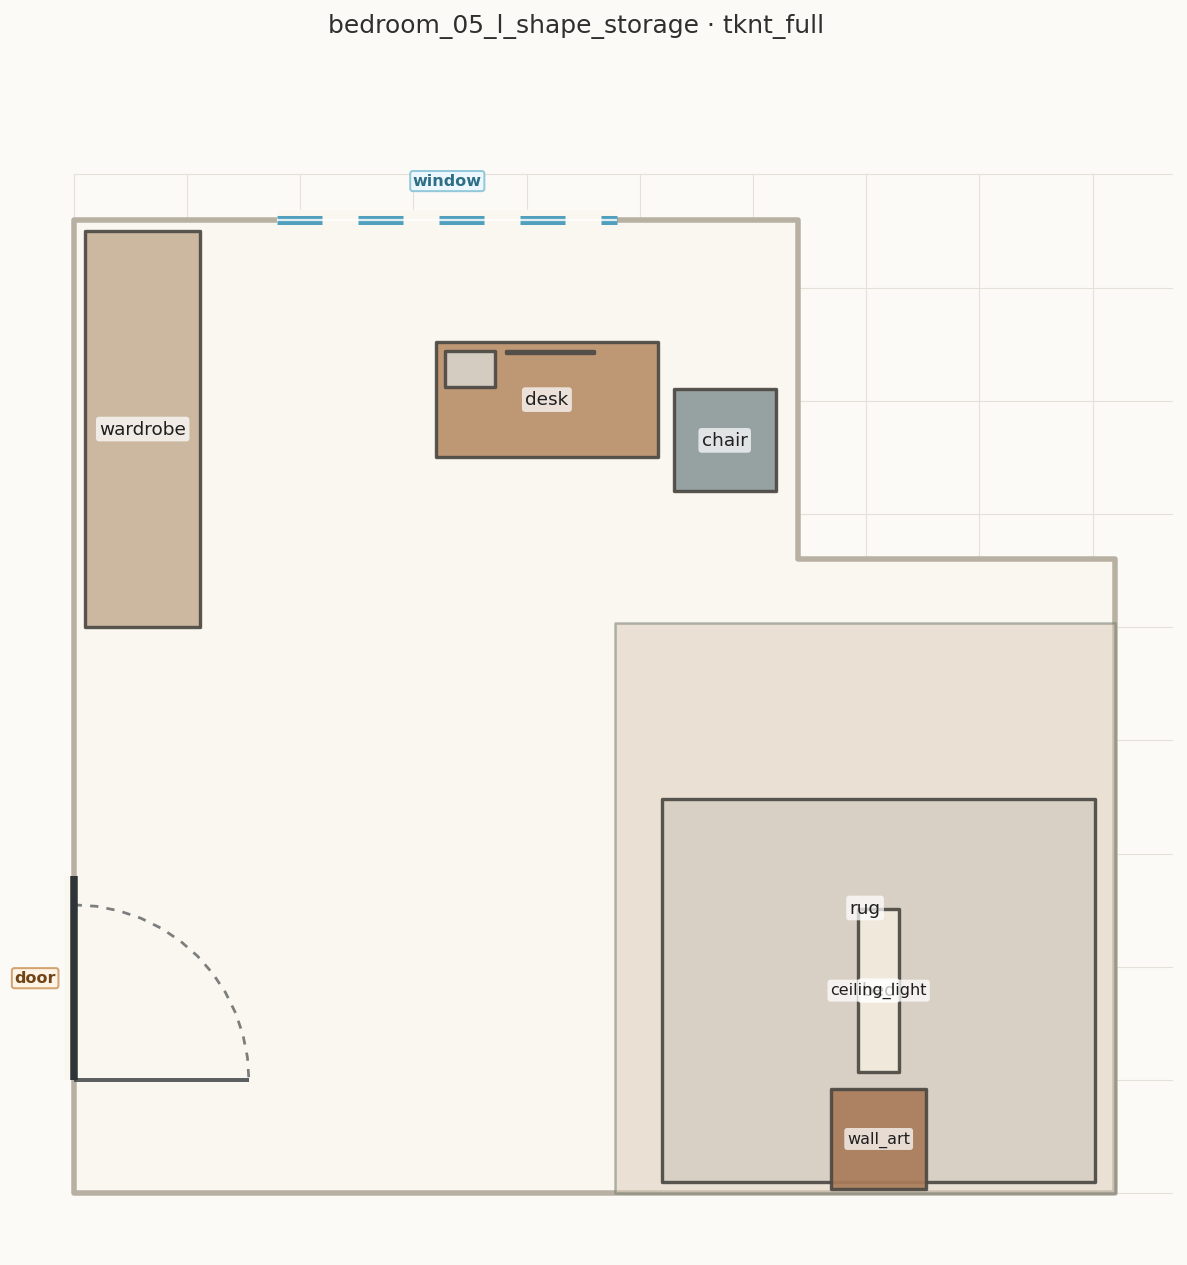 bedroom_05_l_shape_storage · tknt_full
window
wardrobe
desk
chair
rug
ceiling_light
door
wall_art